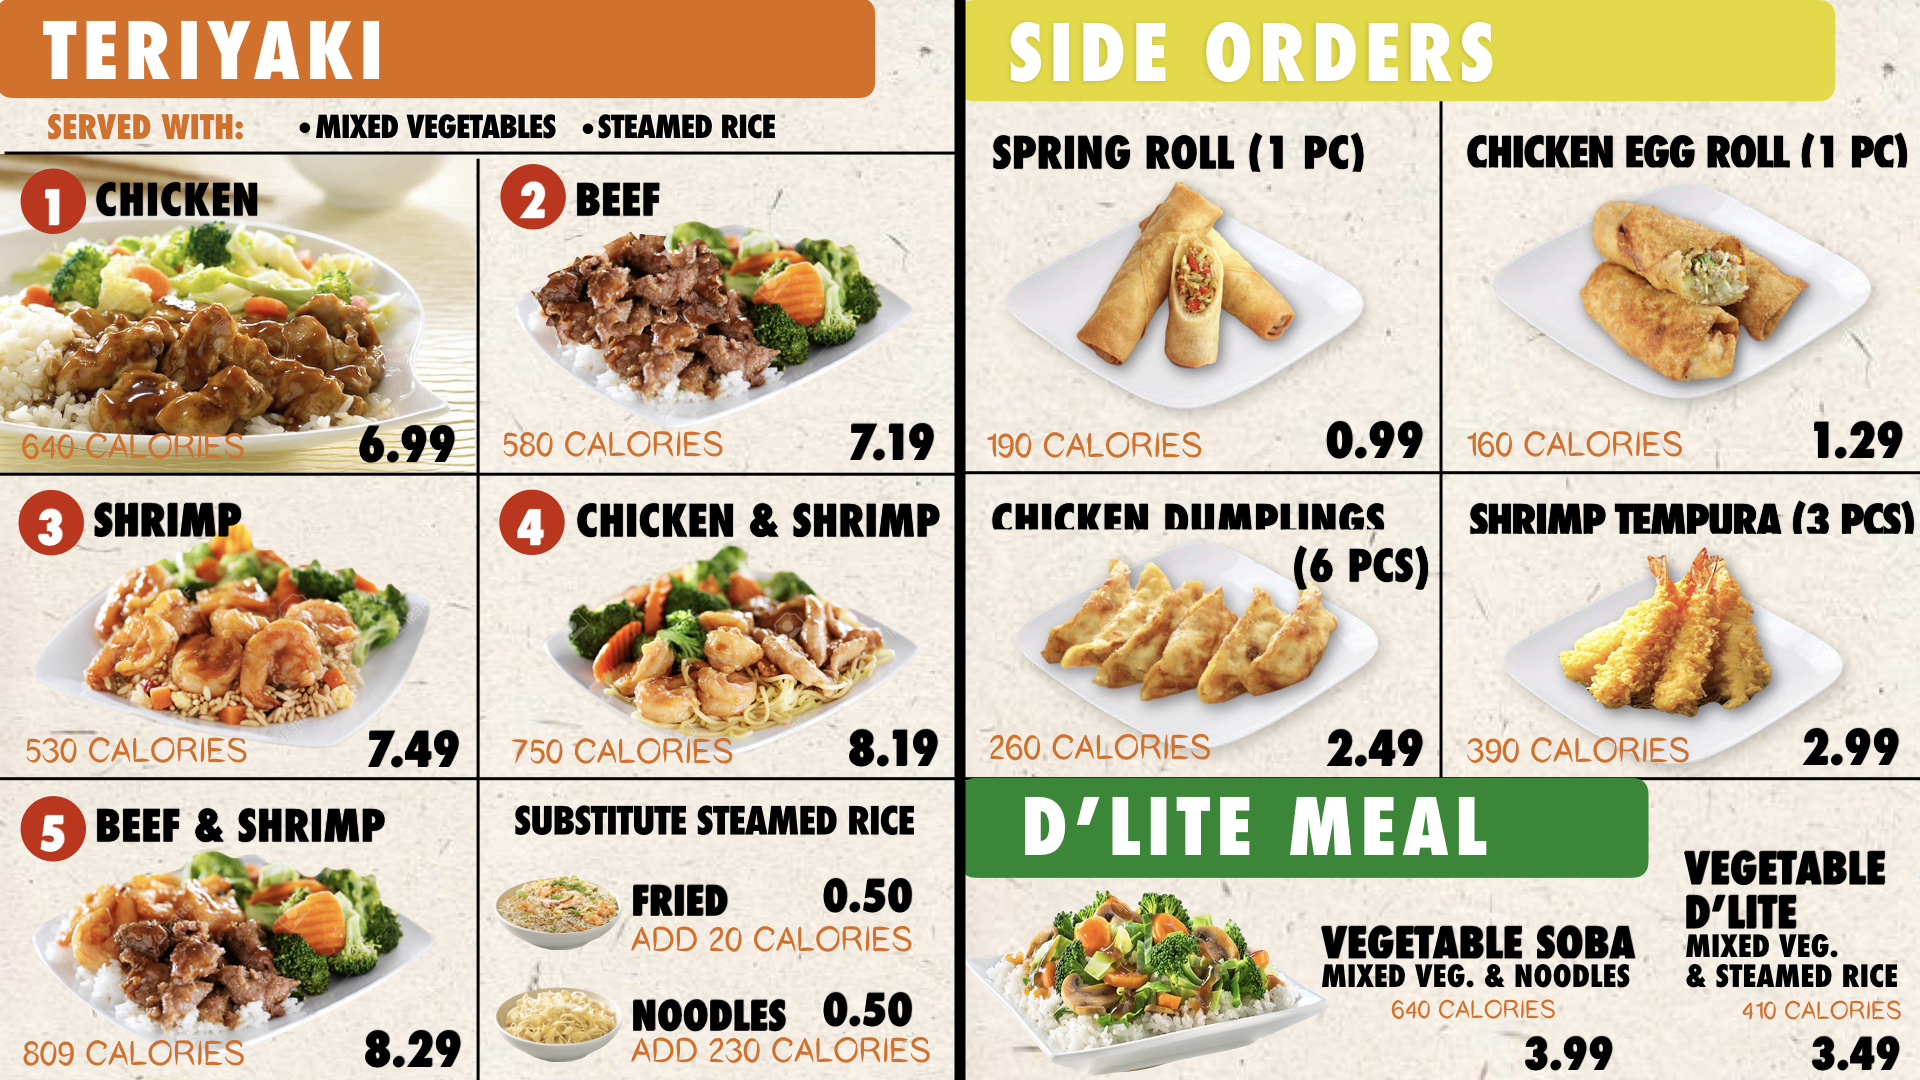 TERIYAKI
SERVED WITH: • MIXED VEGETABLES • STEAMED RICE
1 CHICKEN
640 CALORIES 6.99
2 BEEF
580 CALORIES 7.19
3 SHRIMP
530 CALORIES 7.49
4 CHICKEN & SHRIMP
750 CALORIES 8.19
5 BEEF & SHRIMP
809 CALORIES 8.29
SUBSTITUTE STEAMED RICE
FRIED 0.50
ADD 20 CALORIES
NOODLES 0.50
ADD 230 CALORIES
SIDE ORDERS
SPRING ROLL (1 PC)
190 CALORIES 0.99
CHICKEN EGG ROLL (1 PC)
160 CALORIES 1.29
CHICKEN DUMPLINGS
(6 PCS)
260 CALORIES 2.49
SHRIMP TEMPURA (3 PCS)
390 CALORIES 2.99
D'LITE MEAL
VEGETABLE SOBA
MIXED VEG. & NOODLES
640 CALORIES
3.99
VEGETABLE
D'LITE
MIXED VEG.
& STEAMED RICE
410 CALORIES
3.49